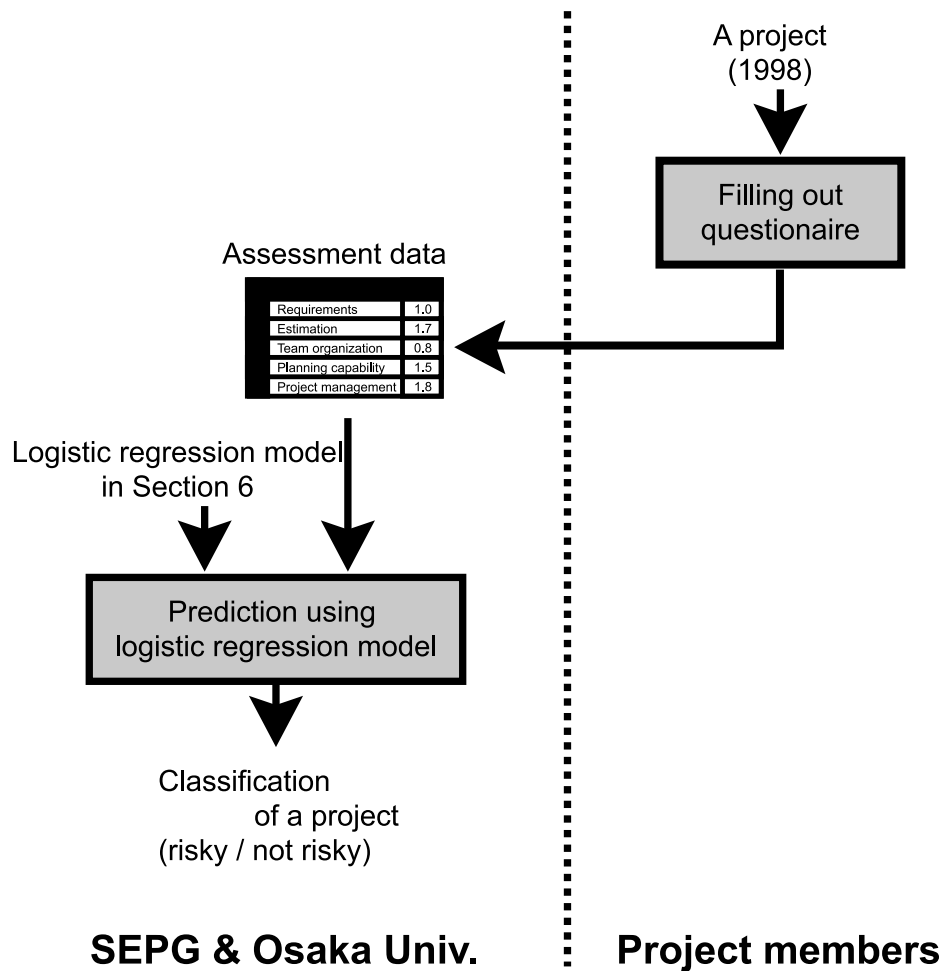 A project
(1998)
Filling out
questionaire
Assessment data
Requirements 1.0
Estimation 1.7
Team organization 0.8
Planning capability 1.5
Project management 1.8
Logistic regression model
in Section 6
Prediction using
logistic regression model
Classification
of a project
(risky / not risky)
SEPG & Osaka Univ.
Project members